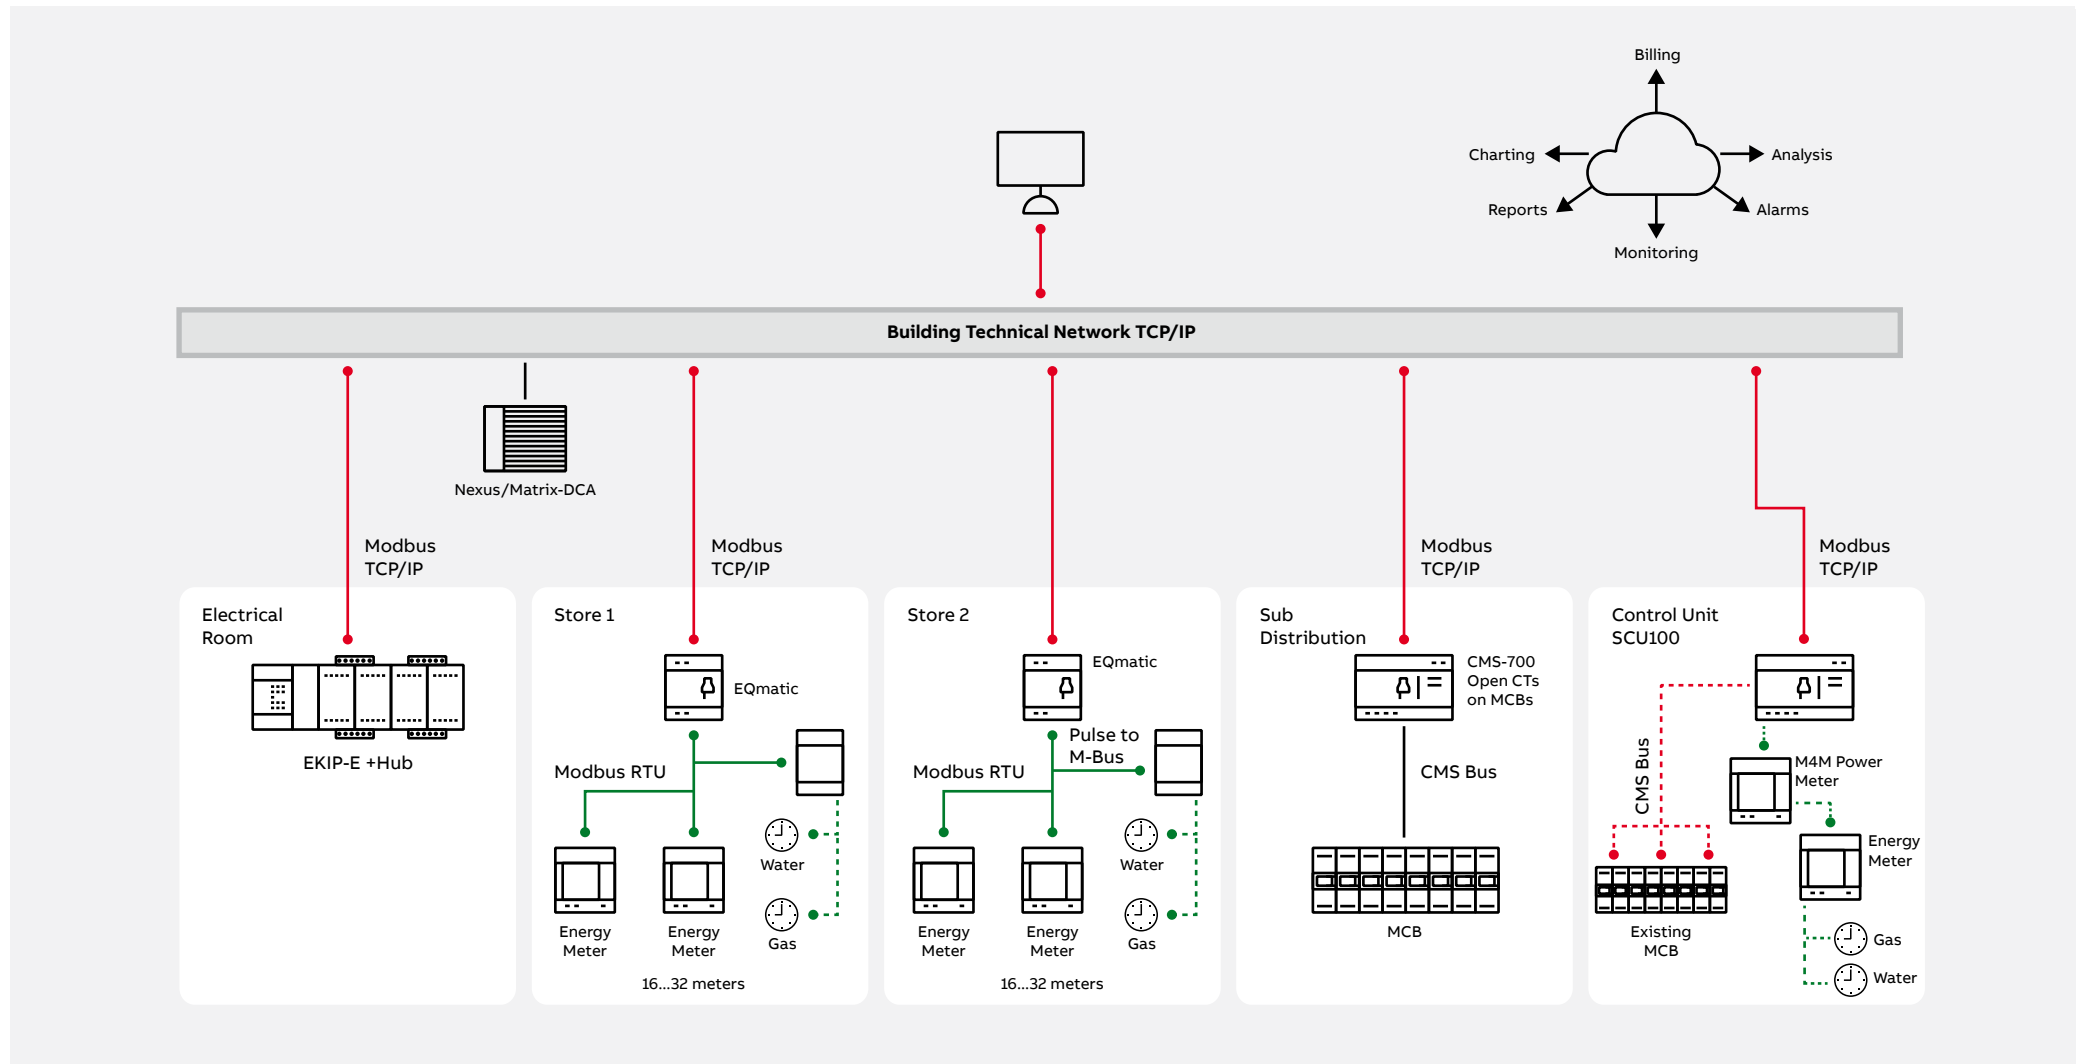 Billing
Charting
Analysis
Reports
Alarms
Monitoring
Building Technical Network TCP/IP
Nexus/Matrix-DCA
Modbus
TCP/IP
Modbus
TCP/IP
Modbus
TCP/IP
Modbus
TCP/IP
Electrical
Room
EKIP-E +Hub
Store 1
EQmatic
Modbus RTU
Water
Gas
Energy
Meter
Energy
Meter
16...32 meters
Store 2
EQmatic
Pulse to
M-Bus
Modbus RTU
Water
Gas
Energy
Meter
Energy
Meter
16...32 meters
Sub
Distribution
CMS-700
Open CTs
on MCBs
CMS Bus
MCB
Control Unit
SCU100
CMS Bus
M4M Power
Meter
Energy
Meter
Existing
MCB
Gas
Water